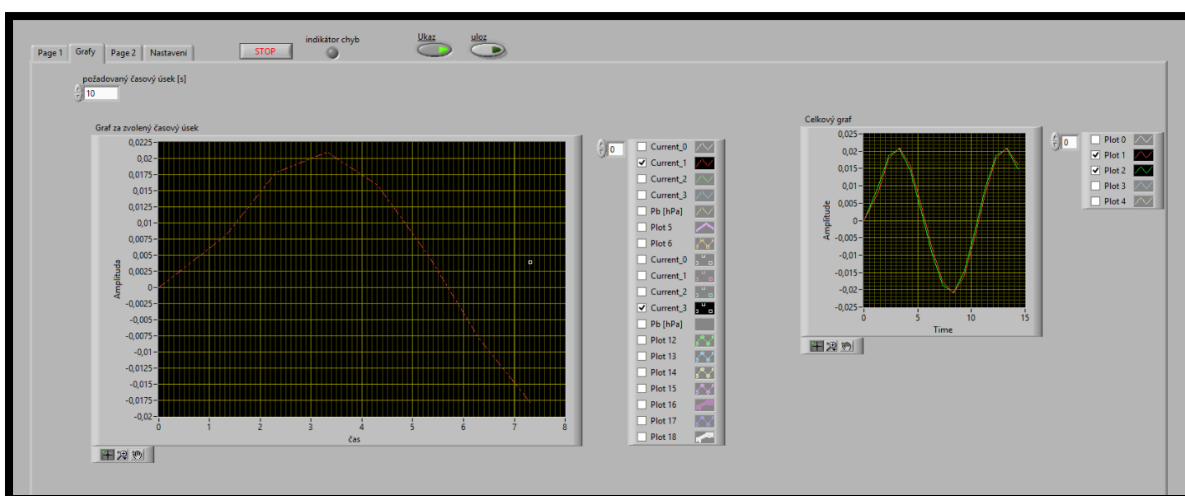 Page 1 Grafy Page 2 Nastavení
STOP
indikátor chyb
Ukaz
uloz
požadovaný časový úsek [s]
10
Graf za zvolený časový úsek
Amplituda
0,0225
0,02
0,0175
0,015
0,0125
0,01
0,0075
0,005
0,0025
0
-0,0025
-0,005
-0,0075
-0,01
-0,0125
-0,015
-0,0175
-0,02
0 1 2 3 4 5 6 7 8
čas
0
Current_0
Current_1
Current_2
Current_3
Pb [hPa]
Plot 5
Plot 6
Current_0
Current_1
Current_2
Current_3
Pb [hPa]
Plot 12
Plot 13
Plot 14
Plot 15
Plot 16
Plot 17
Plot 18
Celkový graf
Amplitude
0,025
0,02
0,015
0,01
0,005
0
-0,005
-0,01
-0,015
-0,02
-0,025
0 5 10 15
Time
0
Plot 0
Plot 1
Plot 2
Plot 3
Plot 4